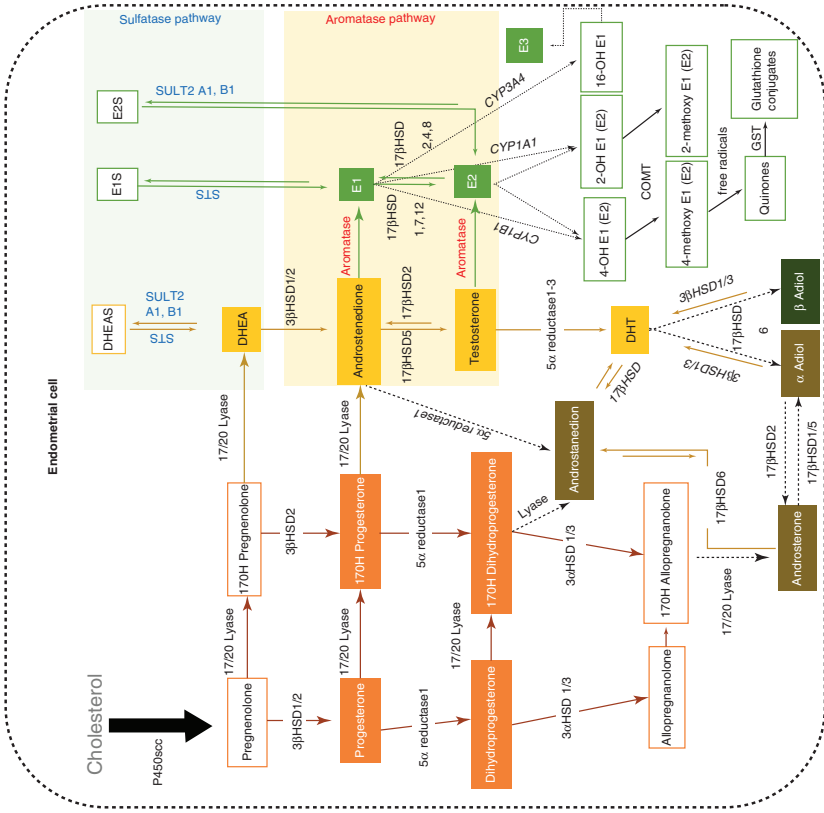 Endometrial cell
Sulfatase pathway
Aromatase pathway
Cholesterol
P450scc
Pregnenolone
17/20 Lyase
170H Pregnenolone
17/20 Lyase
DHEA
STS
SULT2
A1, B1
DHEAS
STS
E1S
SULT2 A1, B1
E2S
3βHSD1/2
3βHSD2
3βHSD1/2
Progesterone
17/20 Lyase
170H Progesterone
17/20 Lyase
Androstenedione
Aromatase
E1
17βHSD
1,7,12
17βHSD
2,4,8
17βHSD5
17βHSD2
5α reductase1
5α reductase1
5α reductase1
Dihydroprogesterone
17/20 Lyase
170H Dihydroprogesterone
Lyase
Testosterone
Aromatase
E2
CYP1B1
CYP1A1
CYP3A4
E3
3αHSD 1/3
3αHSD 1/3
Androstanedion
17βHSD
5α reductase1-3
DHT
4-OH E1 (E2)
2-OH E1 (E2)
16-OH E1
COMT
Allopregnanolone
170H Allopregnanolone
17/20 Lyase
17βHSD6
3βHSD1/3
17βHSD
6
3βHSD1/3
4-methoxy E1 (E2)
2-methoxy E1 (E2)
free radicals
Quinones
GST
Glutathione
conjugates
Androsterone
17βHSD2
17βHSD1/5
α Adiol
β Adiol